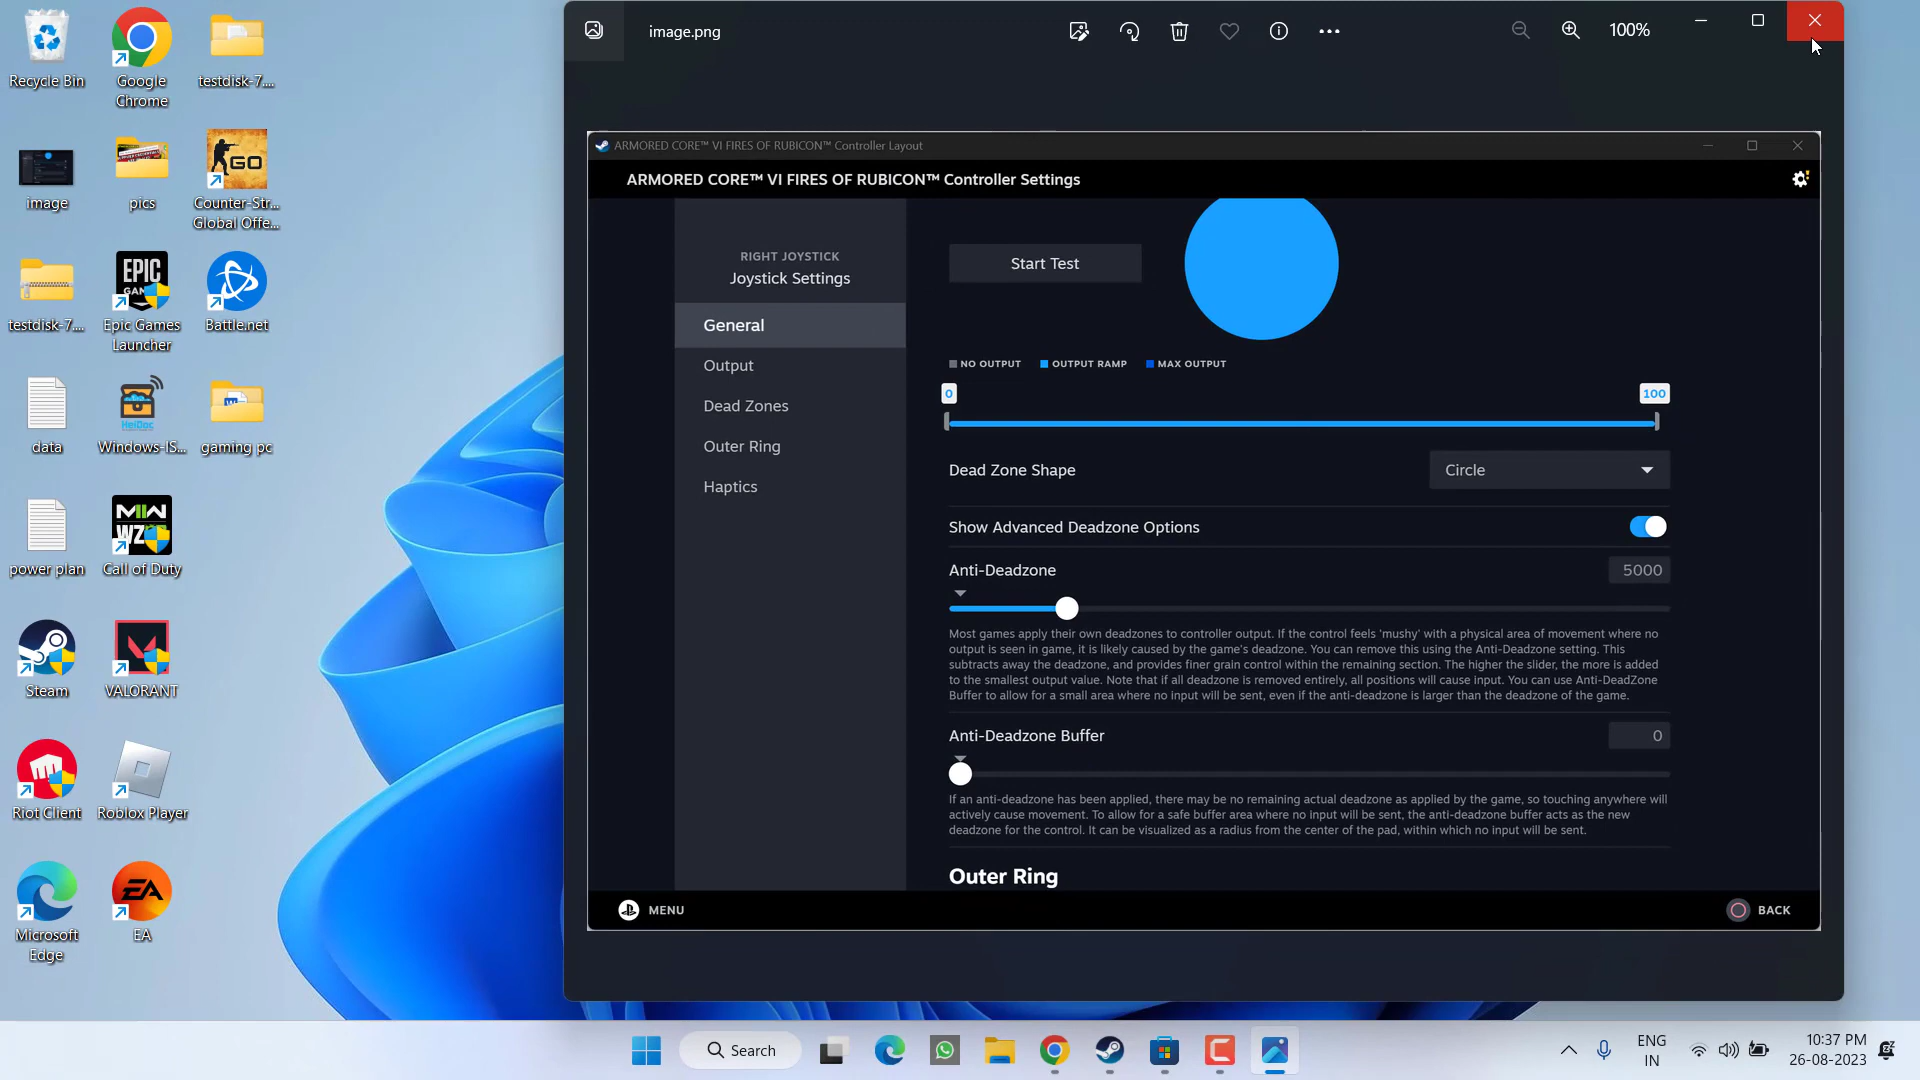 Recycle Bin
Google Chrome
testdisk-7....
image
pics
GO
Counter-Str... Global Offe...
testdisk-7....
EPIC GAMES
Epic Games Launcher
Battle.net
data
HeiDoc
Windows-IS...
gaming pc
power plan
MW WZ
Call of Duty
Steam
VALORANT
Riot Client
Roblox Player
Microsoft Edge
EA
EA
image.png
100%
ARMORED CORE™ VI FIRES OF RUBICON™ Controller Layout
ARMORED CORE™ VI FIRES OF RUBICON™ Controller Settings
RIGHT JOYSTICK
Joystick Settings
General
Output
Dead Zones
Outer Ring
Haptics
Start Test
NO OUTPUT OUTPUT RAMP MAX OUTPUT
0 100
Dead Zone Shape Circle
Show Advanced Deadzone Options
Anti-Deadzone 5000
Most games apply their own deadzones to controller output. If the control feels 'mushy' with a physical area of movement where no
output is seen in game, it is likely caused by the game's deadzone. You can remove this using the Anti-Deadzone setting. This
subtracts away the deadzone, and provides finer grain control within the remaining section. The higher the slider, the more is added
to the smallest output value. Note that if all deadzone is removed entirely, all positions will cause input. You can use Anti-DeadZone
Buffer to allow for a small area where no input will be sent, even if the anti-deadzone is larger than the deadzone of the game.
Anti-Deadzone Buffer 0
If an anti-deadzone has been applied, there may be no remaining actual deadzone as applied by the game, so touching anywhere will
actively cause movement. To allow for a safe buffer area where no input will be sent, the anti-deadzone buffer acts as the new
deadzone for the control. It can be visualized as a radius from the center of the pad, within which no input will be sent.
Outer Ring
MENU BACK
Search
ENG IN
10:37 PM
26-08-2023